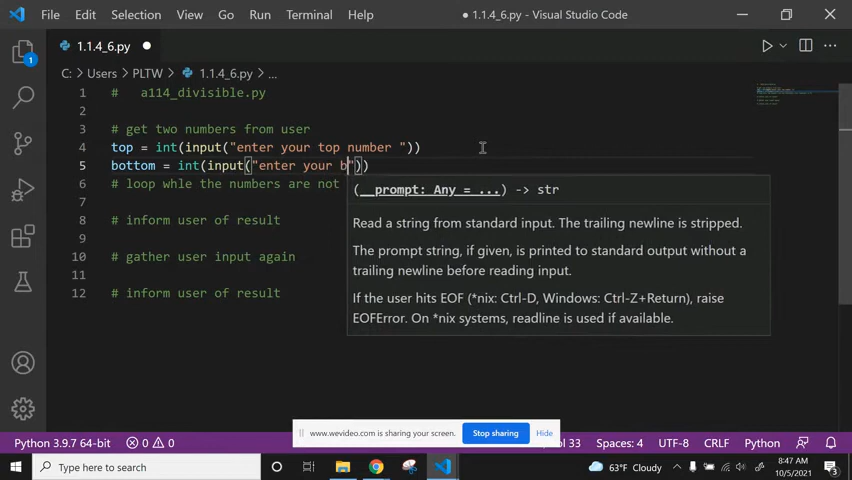 File Edit Selection View Go Run Terminal Help
● 1.1.4_6.py - Visual Studio Code
1.1.4_6.py ●
C: > Users > PLTW > 1.1.4_6.py > ...
1
1 # a114_divisible.py
2
3 # get two numbers from user
4 top = int(input("enter your top number "))
5 bottom = int(input("enter your b"))
6 # loop whle the numbers are not
7
8 # inform user of result
9
10 # gather user input again
11
12 # inform user of result
(__prompt: Any = ...) -> str
Read a string from standard input. The trailing newline is stripped.
The prompt string, if given, is printed to standard output without a
trailing newline before reading input.
If the user hits EOF (*nix: Ctrl-D, Windows: Ctrl-Z+Return), raise
EOFError. On *nix systems, readline is used if available.
www.wevideo.com is sharing your screen. Stop sharing Hide
Python 3.9.7 64-bit 0 0 33 Spaces: 4 UTF-8 CRLF Python
Type here to search
63°F Cloudy
8:47 AM
10/5/2021
3